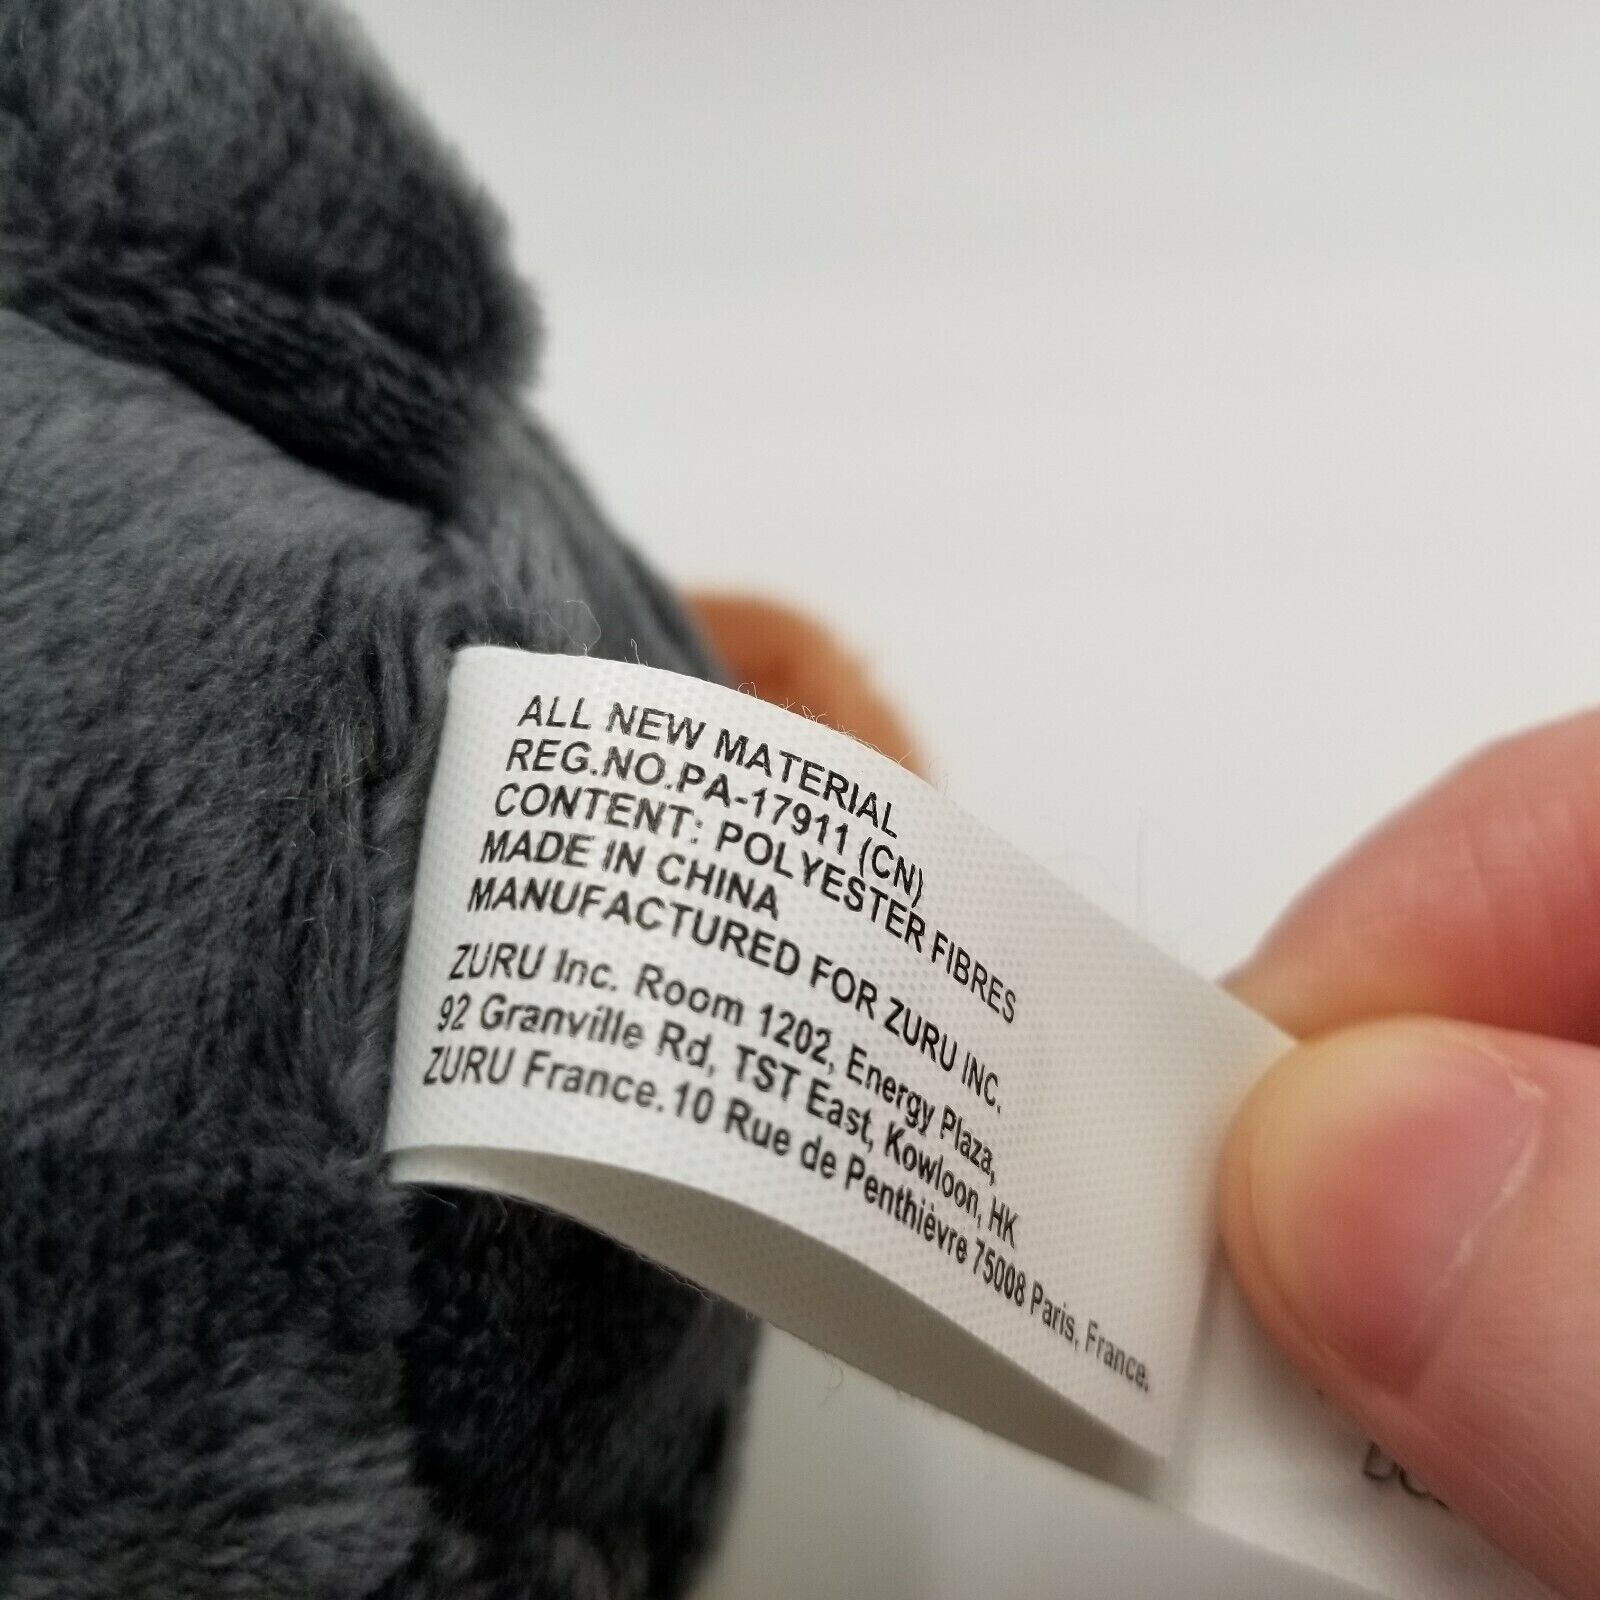 ALL NEW MATERIAL
REG.NO.PA-17911 (CN)
CONTENT: POLYESTER FIBRES
MADE IN CHINA
MANUFACTURED FOR ZURU INC.
ZURU Inc. Room 1202, Energy Plaza,
92 Granville Rd, TST East, Kowloon, HK
ZURU France.10 Rue de Penthièvre 75008 Paris, France.